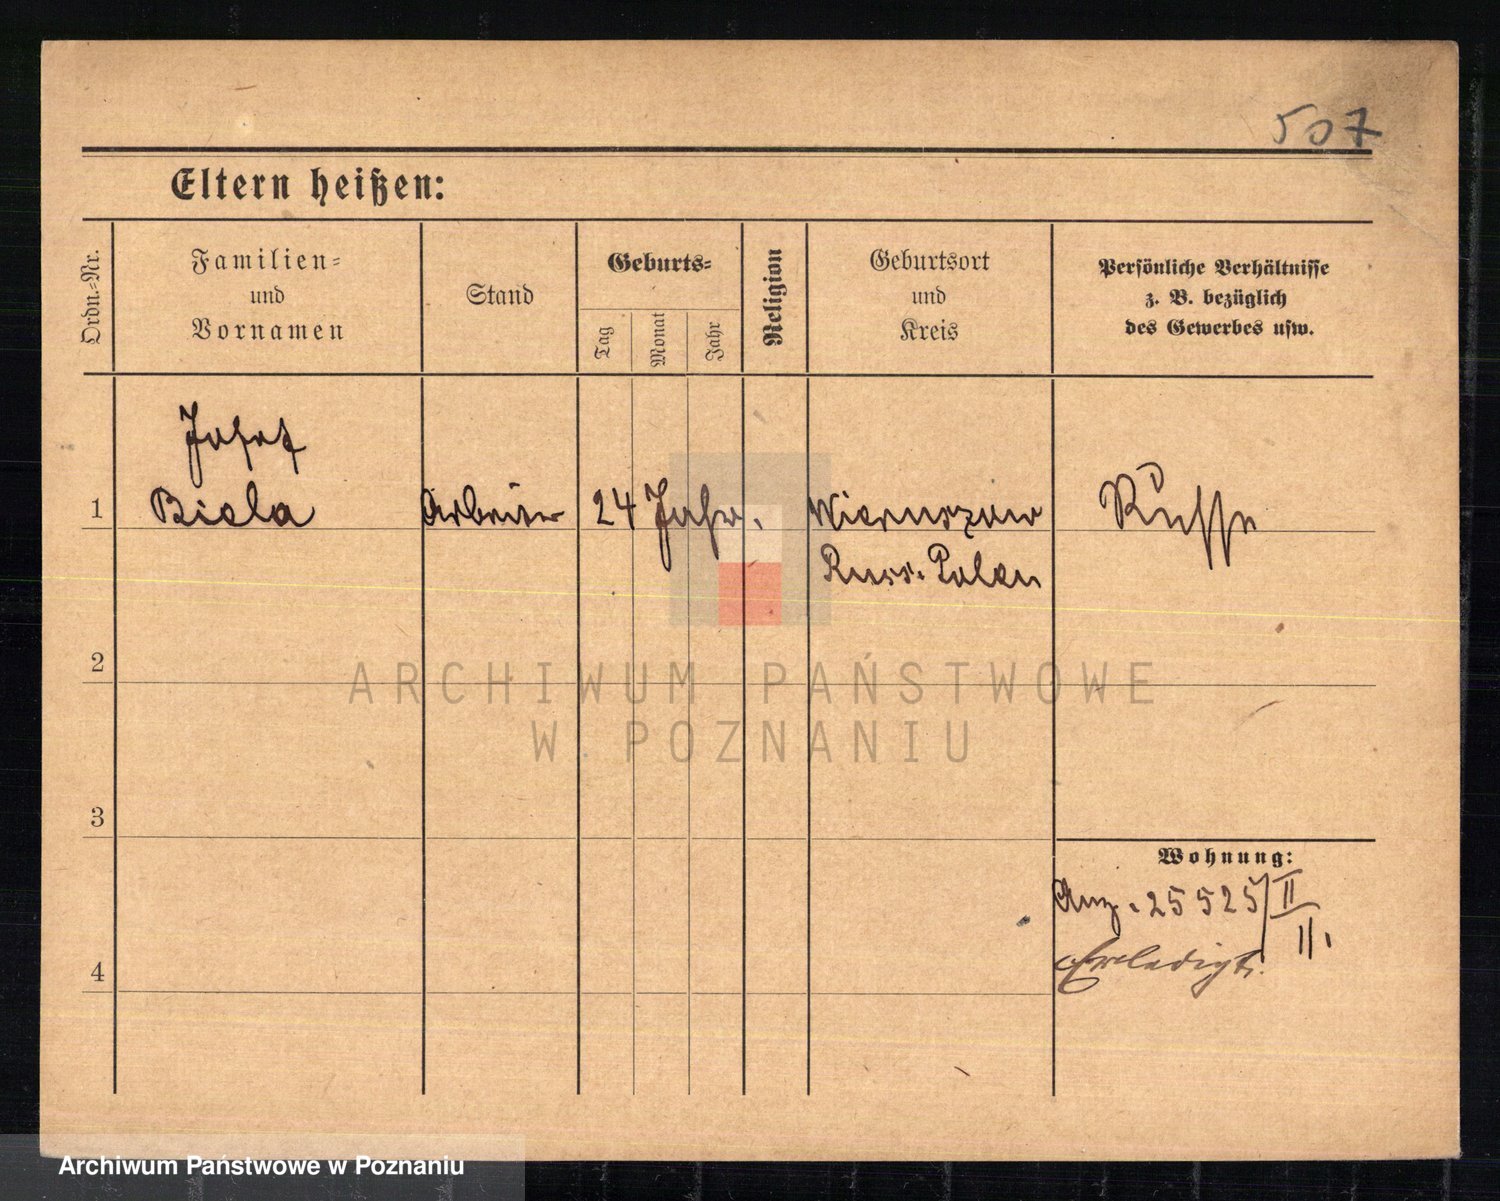 507
Eltern heißen:
Ordn.-Nr.
Familien-
und
Vornamen
Stand
Geburts-
Tag
Monat
Jahr
Religion
Geburtsort
und
Kreis
Persönliche Verhältnisse
z. B. bezüglich
des Gewerbes usw.
Josef
1 Biela Arbeiter 24 Jahr. Wieruszow Russe
Russ. Polen
2
ARCHIWUM PAŃSTWOWE
W POZNANIU
3
Wohnung:
Anz. 25525/II
11.
4 Erledigt.
Archiwum Państwowe w Poznaniu